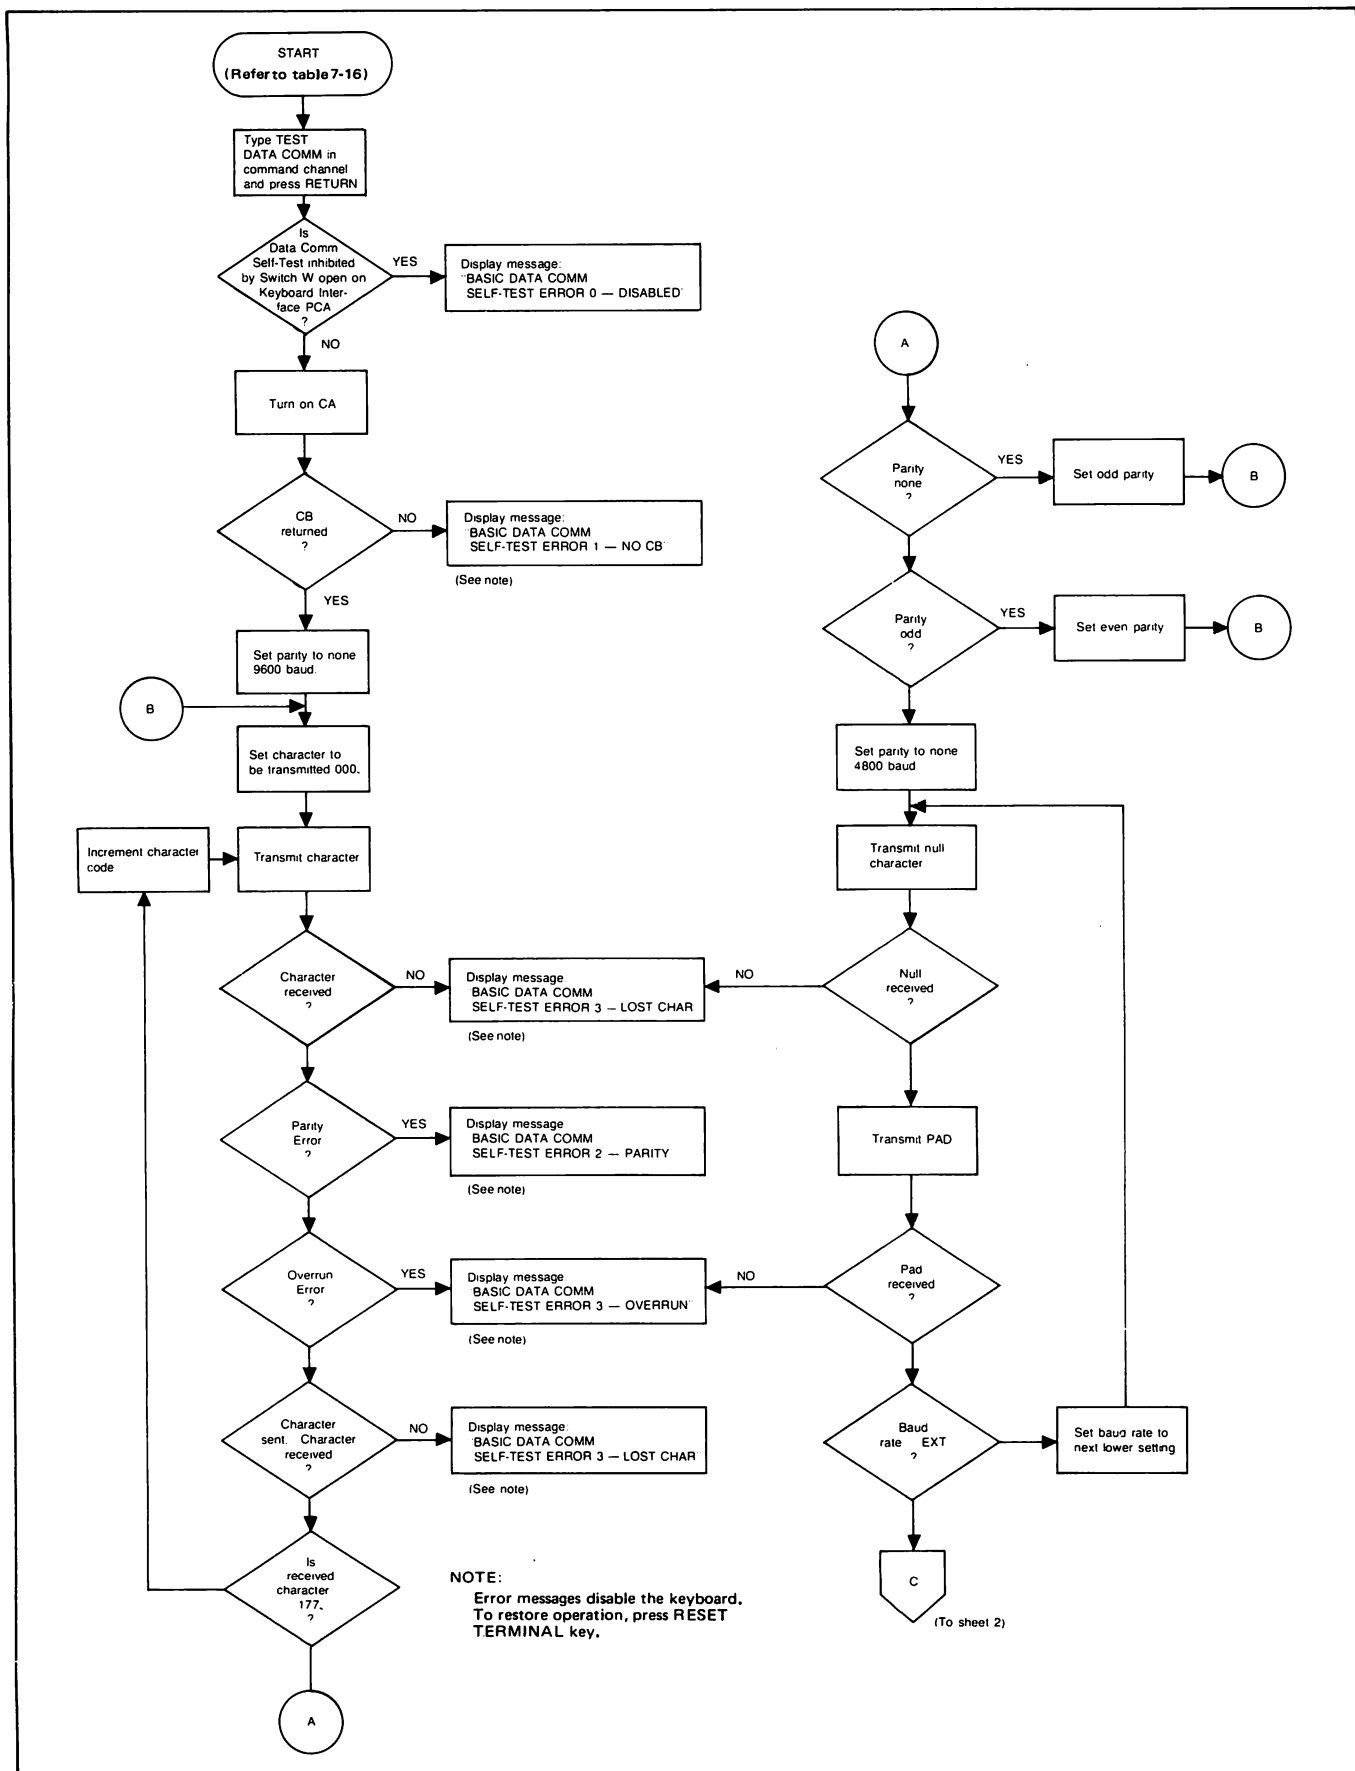 START
(Refer to table 7-16)
Type TEST
DATA COMM in
command channel
and press RETURN
Is
Data Comm
Self-Test inhibited
by Switch W open on
Keyboard Inter-
face PCA
?
YES
Display message:
"BASIC DATA COMM
SELF-TEST ERROR 0 — DISABLED"
NO
Turn on CA
CB
returned
?
NO
Display message:
"BASIC DATA COMM
SELF-TEST ERROR 1 — NO CB"
(See note)
YES
Set parity to none
9600 baud.
B
Set character to
be transmitted 000.
Increment character
code
Transmit character
Character
received
?
NO
Display message
BASIC DATA COMM
SELF-TEST ERROR 3 — LOST CHAR
(See note)
Parity
Error
?
YES
Display message
BASIC DATA COMM
SELF-TEST ERROR 2 — PARITY
(See note)
Overrun
Error
?
YES
Display message
"BASIC DATA COMM
SELF-TEST ERROR 3 — OVERRUN"
(See note)
Character
sent. Character
received
?
NO
Display message:
"BASIC DATA COMM
SELF-TEST ERROR 3 — LOST CHAR"
(See note)
Is
received
character
177.
?
A
NOTE:
Error messages disable the keyboard.
To restore operation, press RESET
TERMINAL key.
A
Parity
none
?
YES
Set odd parity
B
Parity
odd
?
YES
Set even parity
B
Set parity to none
4800 baud
Transmit null
character
Null
received
?
NO
Transmit PAD
Pad
received
?
NO
Baud
rate EXT
?
Set baud rate to
next lower setting
C
(To sheet 2)